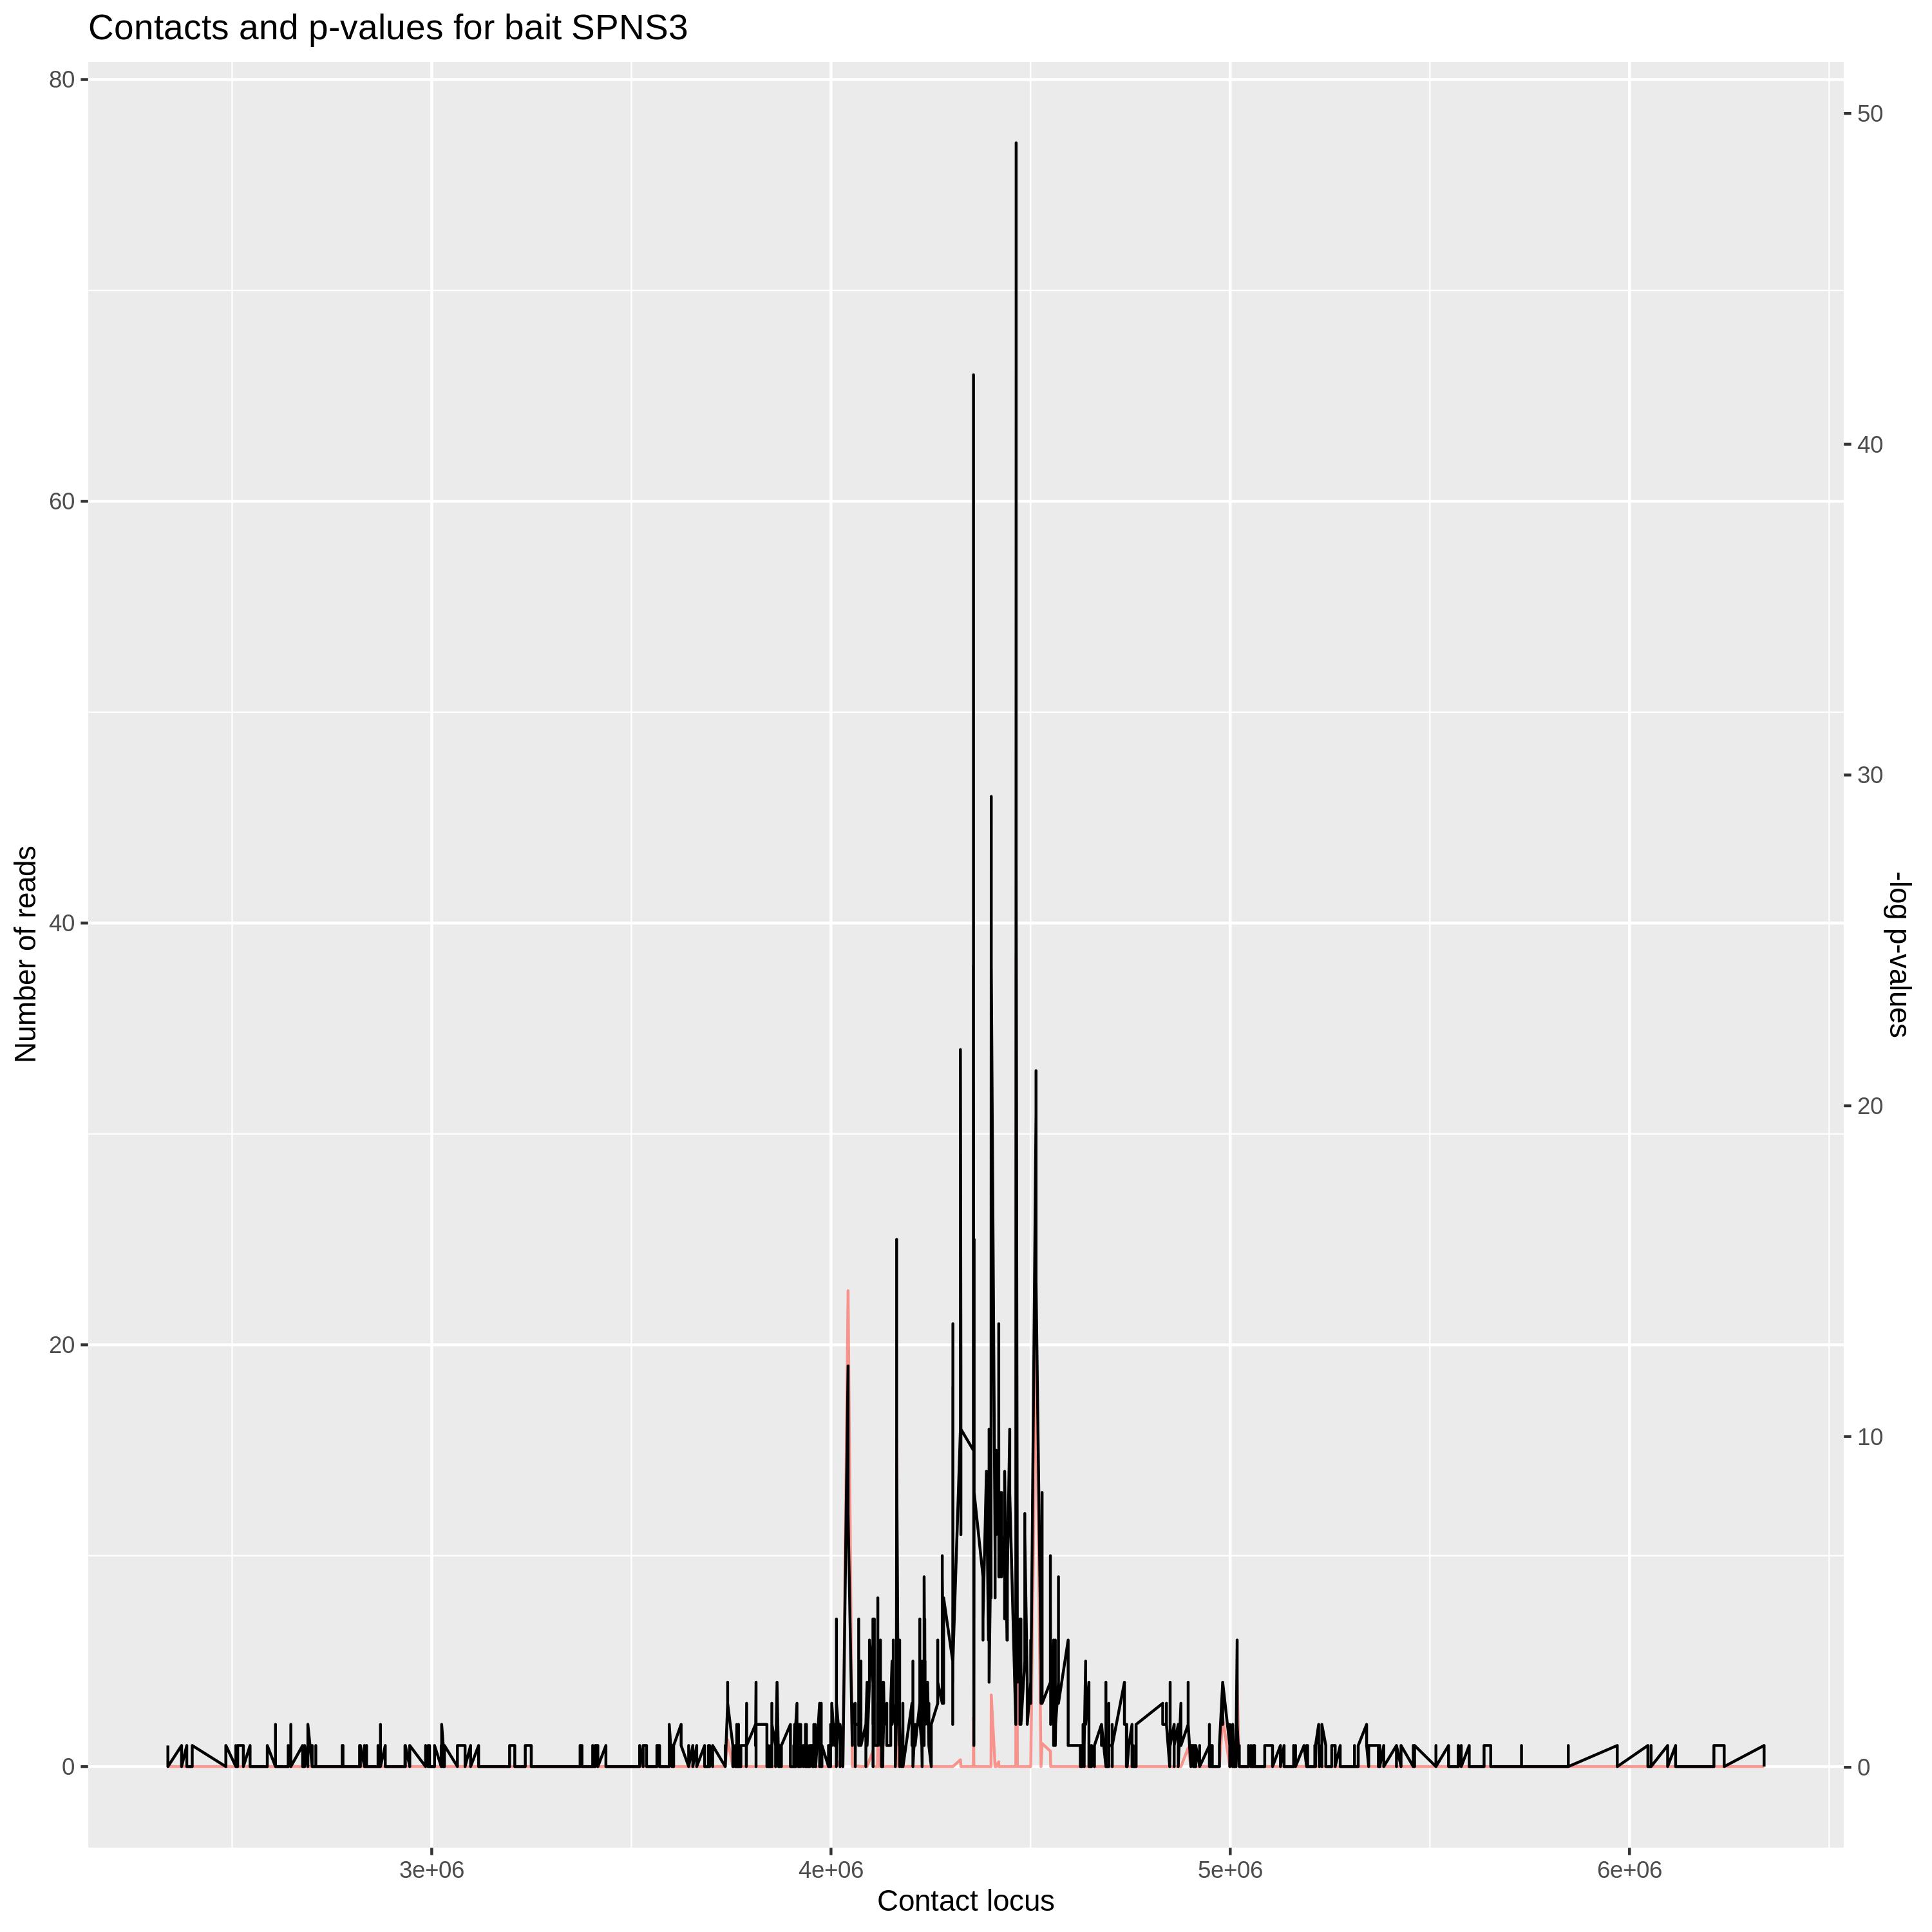 Contacts and p-values for bait SPNS3
80
60
40
20
0
Number of reads
50
40
30
20
10
0
-log p-values
3e+06
4e+06
5e+06
6e+06
Contact locus